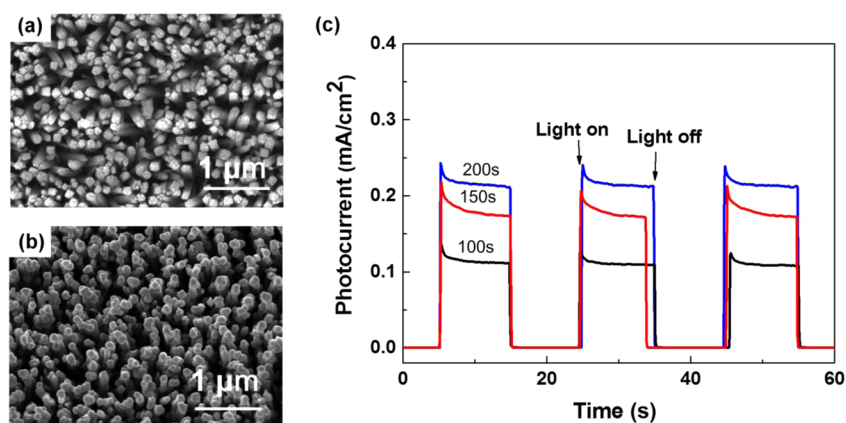 (a)
1 μm
(b)
1 μm
(c)
Photocurrent (mA/cm²)
0.4
0.3
0.2
0.1
0.0
Light on
Light off
200s
150s
100s
0
20
40
60
Time (s)